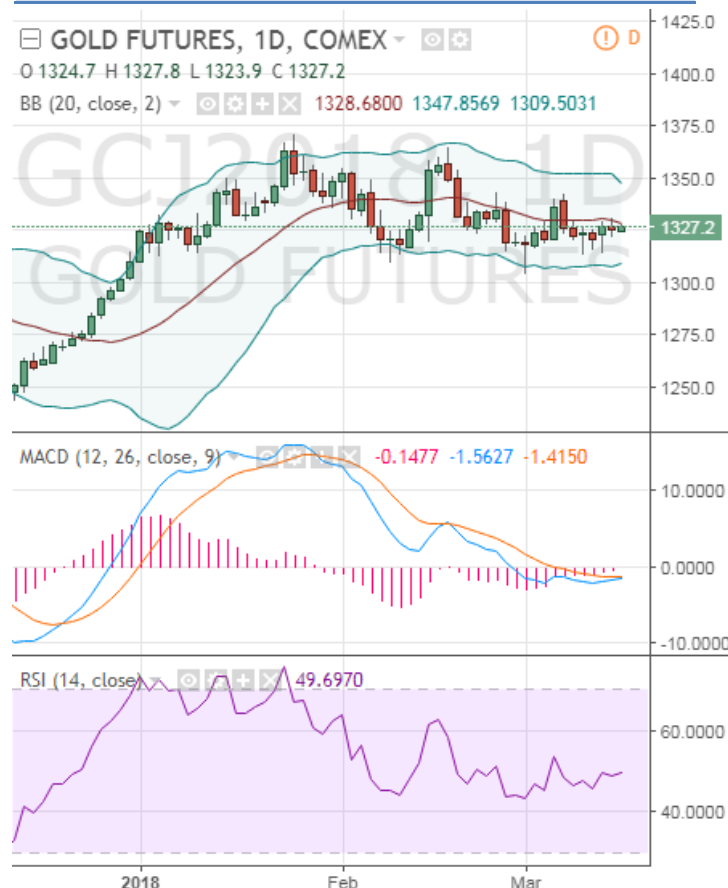 GOLD FUTURES, 1D, COMEX
D
O 1324.7 H 1327.8 L 1323.9 C 1327.2
BB (20, close, 2) 1328.6800 1347.8569 1309.5031
GCJ2018, 1D
GOLD FUTURES
1425.0
1400.0
1375.0
1350.0
1327.2
1300.0
1275.0
1250.0
MACD (12, 26, close, 9) -0.1477 -1.5627 -1.4150
10.0000
0.0000
-10.0000
RSI (14, close) 49.6970
60.0000
40.0000
2018 Feb Mar